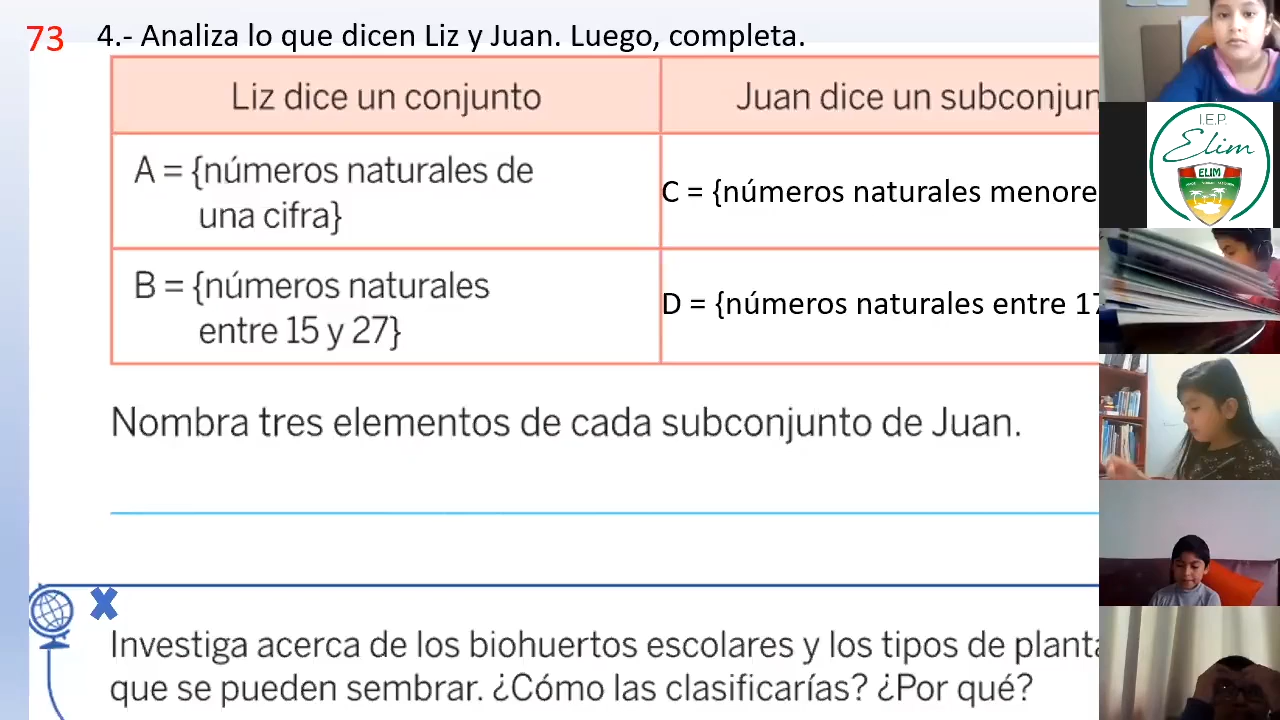 73 4.- Analiza lo que dicen Liz y Juan. Luego, completa.
Liz dice un conjunto
Juan dice un subconjun
A = {números naturales de
una cifra}
C = {números naturales menore
B = {números naturales
entre 15 y 27}
D = {números naturales entre 17
Nombra tres elementos de cada subconjunto de Juan.
Investiga acerca de los biohuertos escolares y los tipos de planta
que se pueden sembrar. ¿Cómo las clasificarías? ¿Por qué?
I.E.P.
Elim
ELIM